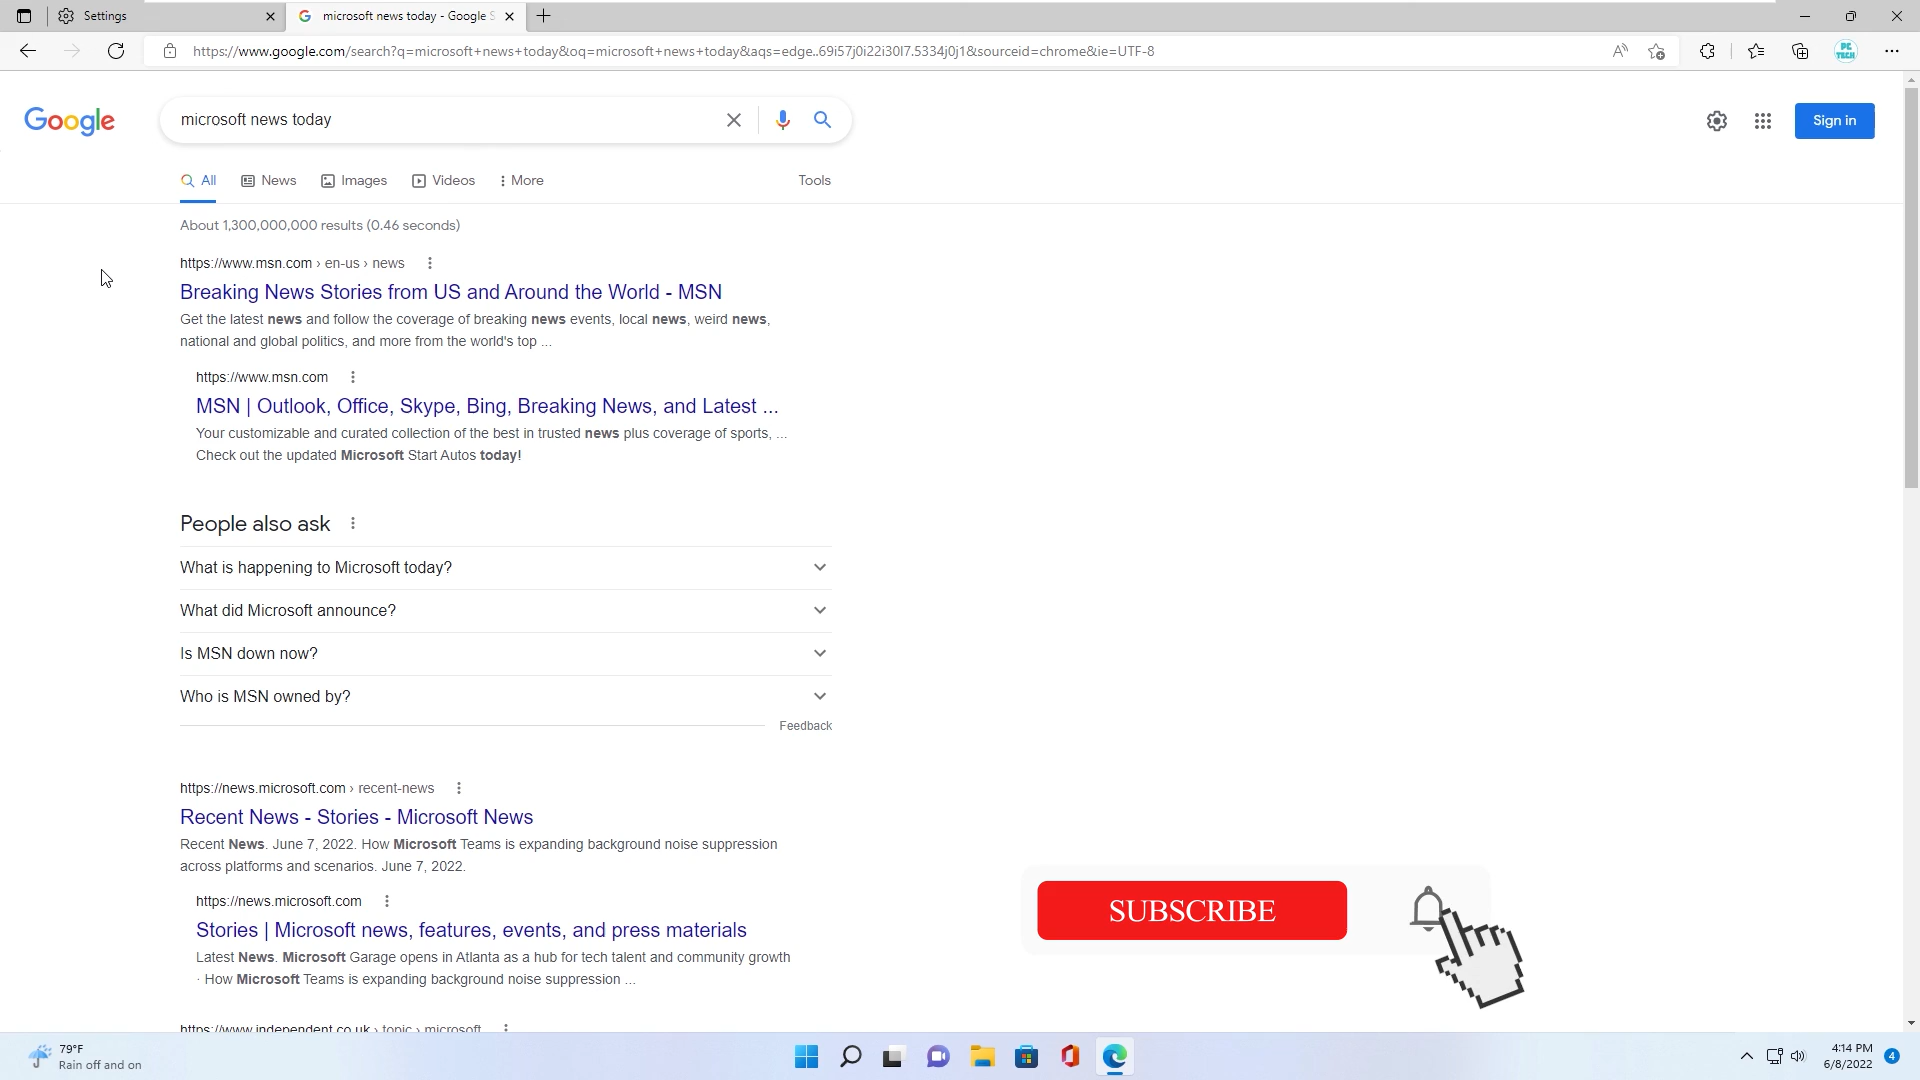 Settings
microsoft news today - Google S
https://www.google.com/search?q=microsoft+news+today&oq=microsoft+news+today&aqs=edge..69i57j0i22i30l7.5334j0j1&sourceid=chrome&ie=UTF-8
PC
TECH
Google
microsoft news today
Sign in
All
News
Images
Videos
More
Tools
About 1,300,000,000 results (0.46 seconds)
https://www.msn.com › en-us › news
Breaking News Stories from US and Around the World - MSN
Get the latest news and follow the coverage of breaking news events, local news, weird news,
national and global politics, and more from the world's top ...
https://www.msn.com
MSN | Outlook, Office, Skype, Bing, Breaking News, and Latest ...
Your customizable and curated collection of the best in trusted news plus coverage of sports, ...
Check out the updated Microsoft Start Autos today!
People also ask
What is happening to Microsoft today?
What did Microsoft announce?
Is MSN down now?
Who is MSN owned by?
Feedback
https://news.microsoft.com › recent-news
Recent News - Stories - Microsoft News
Recent News. June 7, 2022. How Microsoft Teams is expanding background noise suppression
across platforms and scenarios. June 7, 2022.
https://news.microsoft.com
Stories | Microsoft news, features, events, and press materials
Latest News. Microsoft Garage opens in Atlanta as a hub for tech talent and community growth
· How Microsoft Teams is expanding background noise suppression ...
https://www.independent.co.uk › topic › microsoft
SUBSCRIBE
79°F
Rain off and on
4:14 PM
6/8/2022
4